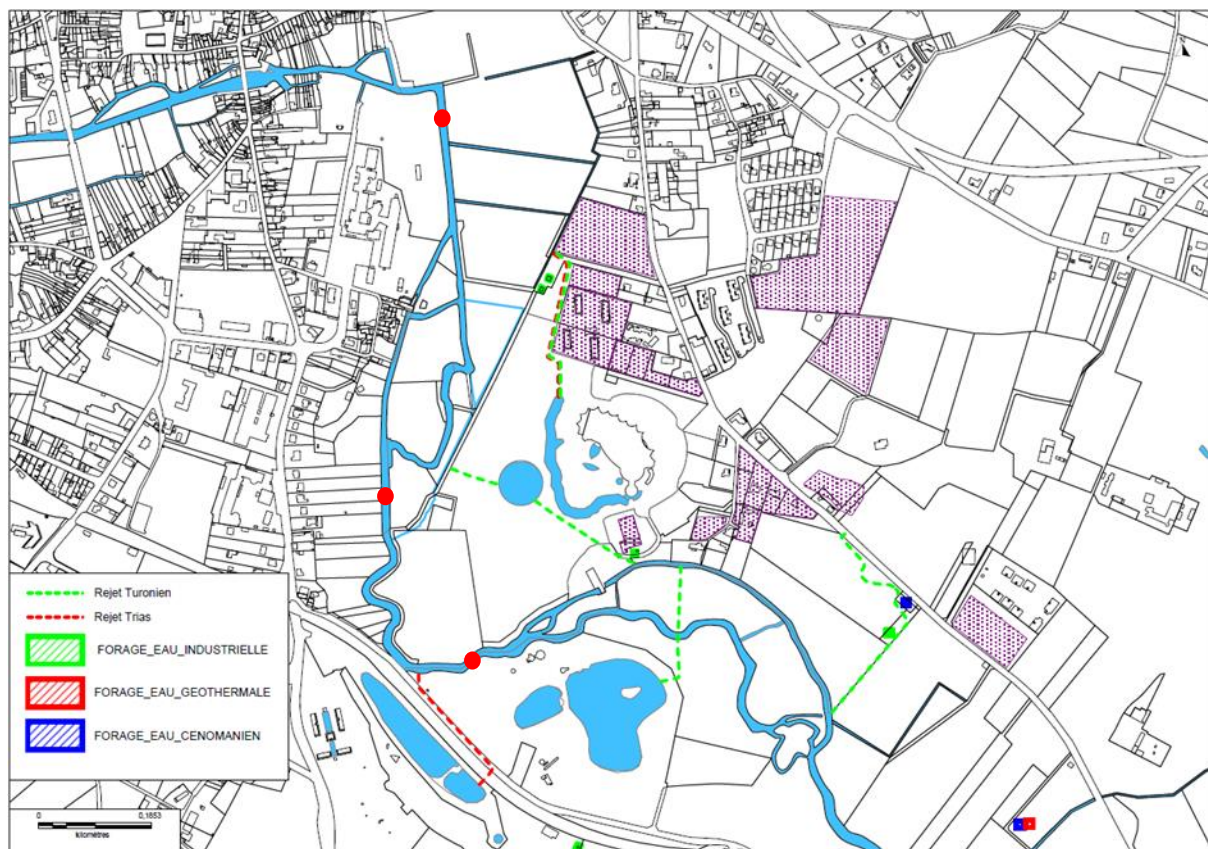 Rejet Turonien
Rejet Trias
FORAGE_EAU_INDUSTRIELLE
FORAGE_EAU_GEOTHERMALE
FORAGE_EAU_CENOMANIEN
0 0,1853
kilomètres